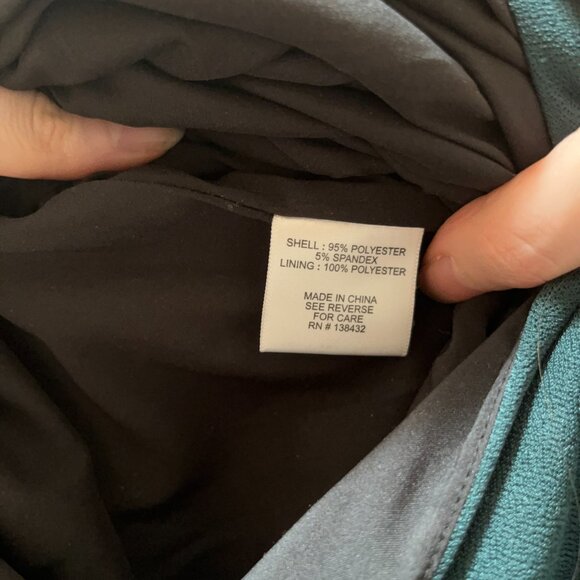 SHELL : 95% POLYESTER
5% SPANDEX
LINING : 100% POLYESTER
MADE IN CHINA
SEE REVERSE
FOR CARE
RN # 138432